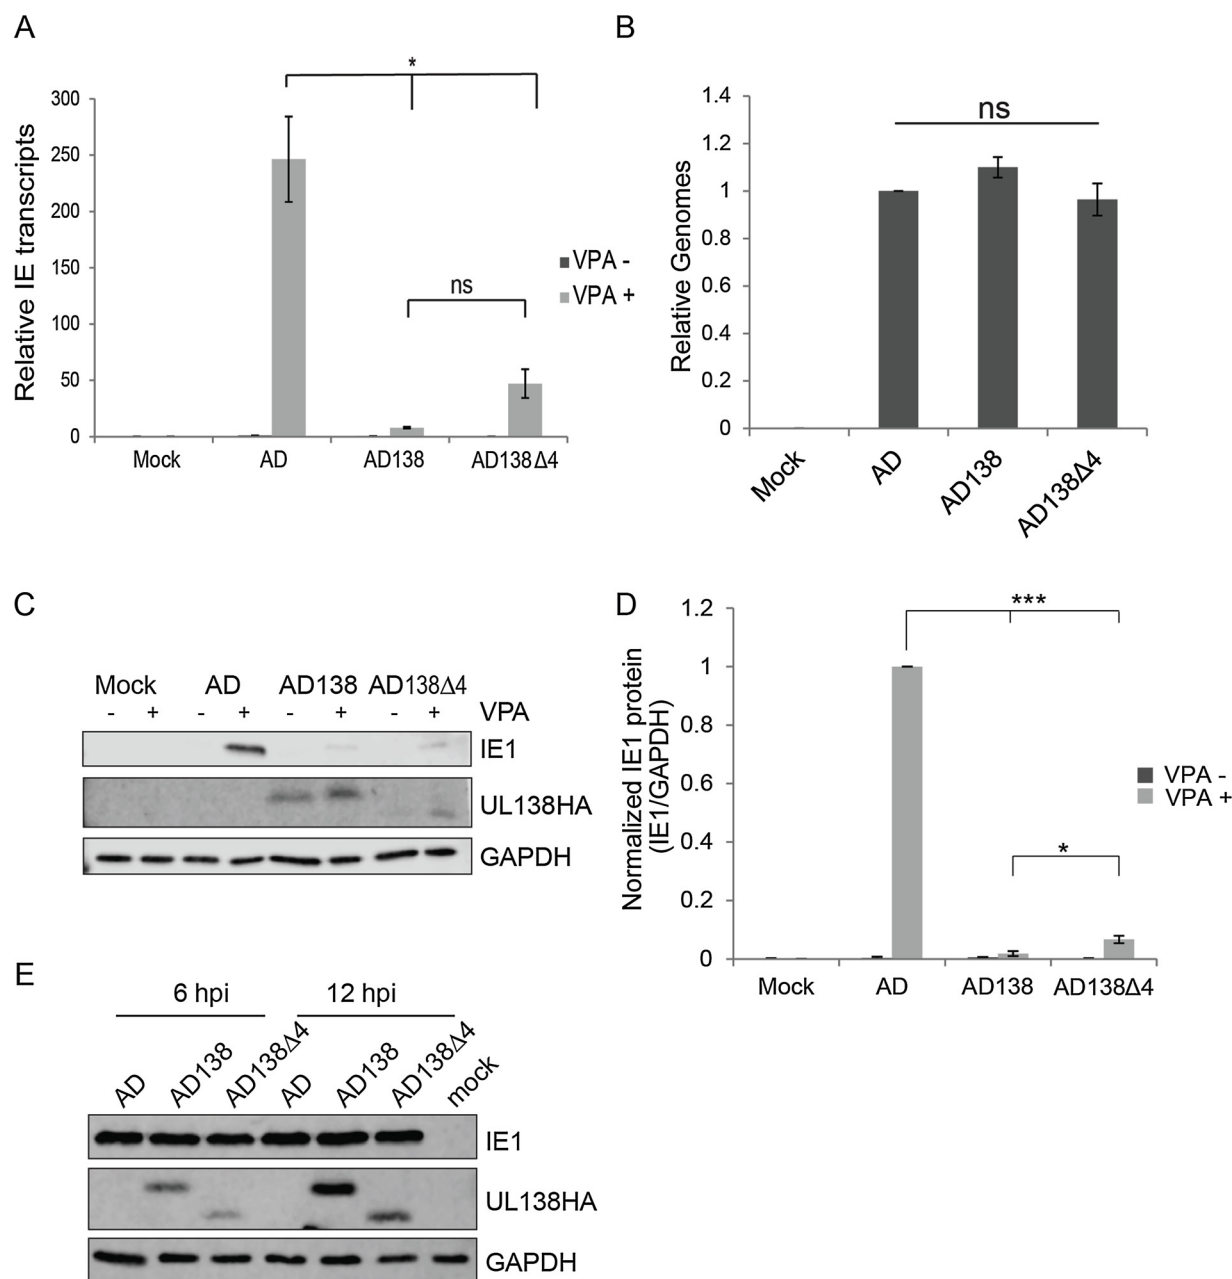 A
*
300
250
200
150
100
50
0
Relative IE transcripts
ns
VPA -
VPA +
Mock AD AD138 AD138Δ4
B
1.4
1.2
1
0.8
0.6
0.4
0.2
0
Relative Genomes
ns
Mock AD AD138 AD138Δ4
C
Mock AD AD138 AD138Δ4
- + - + - + - + VPA
IE1
UL138HA
GAPDH
D
1.2
1
0.8
0.6
0.4
0.2
0
Normalized IE1 protein
(IE1/GAPDH)
***
*
VPA -
VPA +
Mock AD AD138 AD138Δ4
E
6 hpi 12 hpi
AD AD138 AD138Δ4 AD AD138 AD138Δ4 mock
IE1
UL138HA
GAPDH